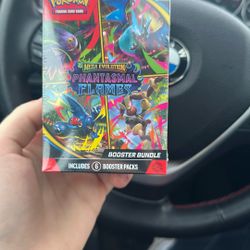 POKÉMON
TRADING CARD GAME
MEGA EVOLUTION
PHANTASMAL
FLAMES
BOOSTER BUNDLE
INCLUDES 6 BOOSTER PACKS